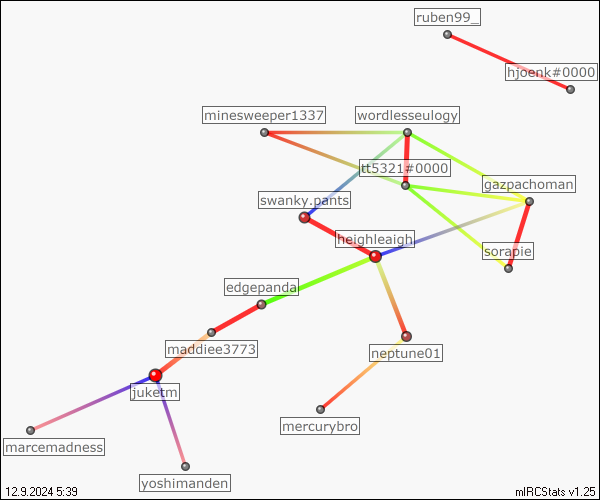 ruben99_
hjoenk#0000
minesweeper1337
wordlesseulogy
tt5321#0000
gazpachoman
swanky.pants
heighleaigh
sorapie
edgepanda
maddiee3773
neptune01
juketm
mercurybro
marcemadness
yoshimanden
12.9.2024 5:39
mIRCStats v1.25